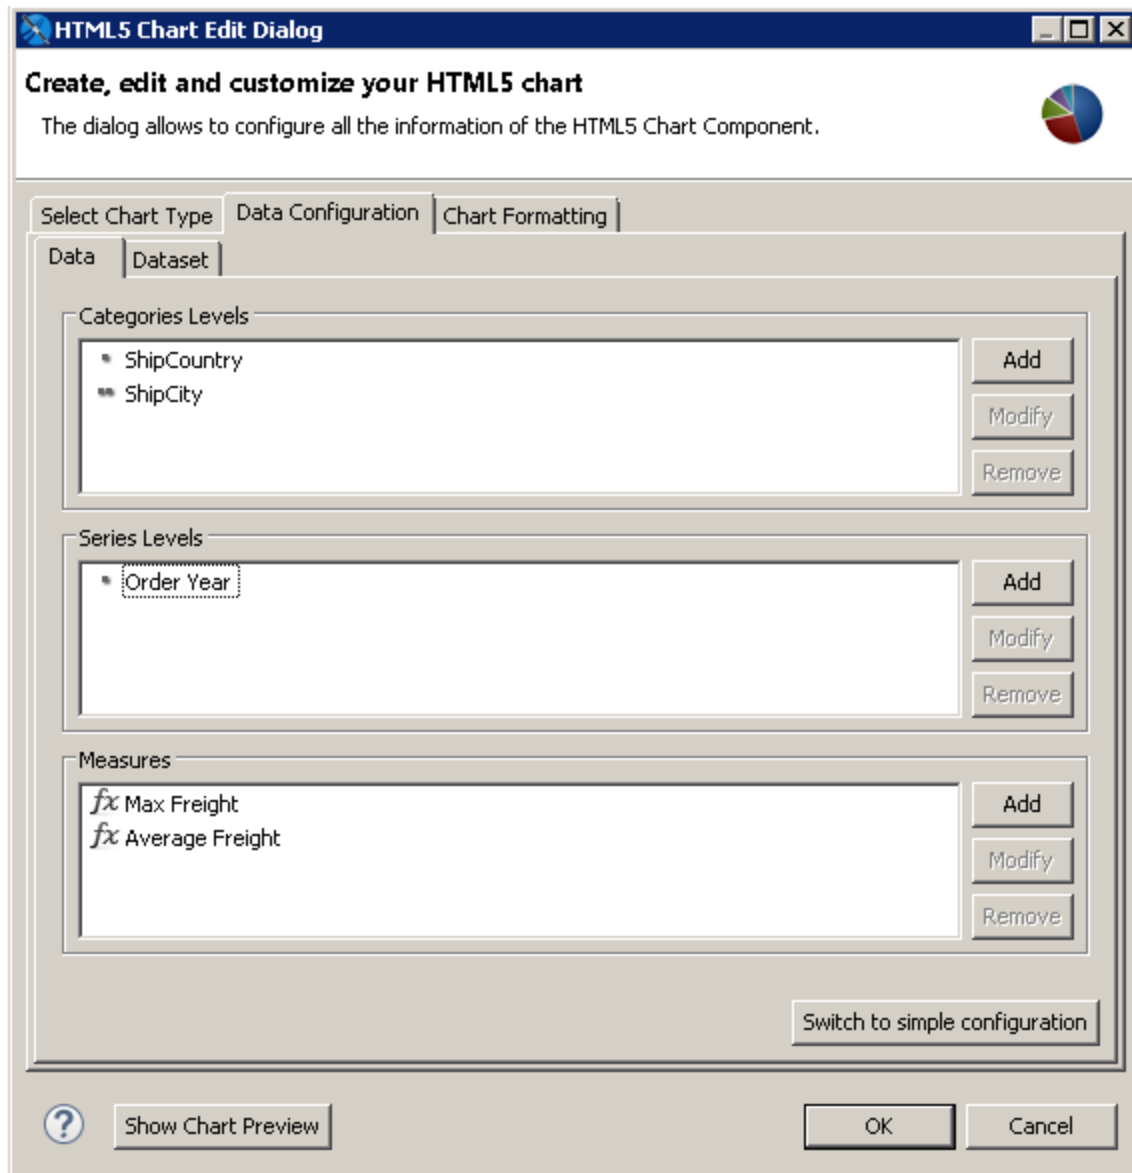 HTML5 Chart Edit Dialog
Create, edit and customize your HTML5 chart
The dialog allows to configure all the information of the HTML5 Chart Component.
Select Chart Type Data Configuration Chart Formatting
Data Dataset
Categories Levels
ShipCountry
ShipCity
Add
Modify
Remove
Series Levels
Order Year
Add
Modify
Remove
Measures
fx Max Freight
fx Average Freight
Add
Modify
Remove
Switch to simple configuration
? Show Chart Preview OK Cancel